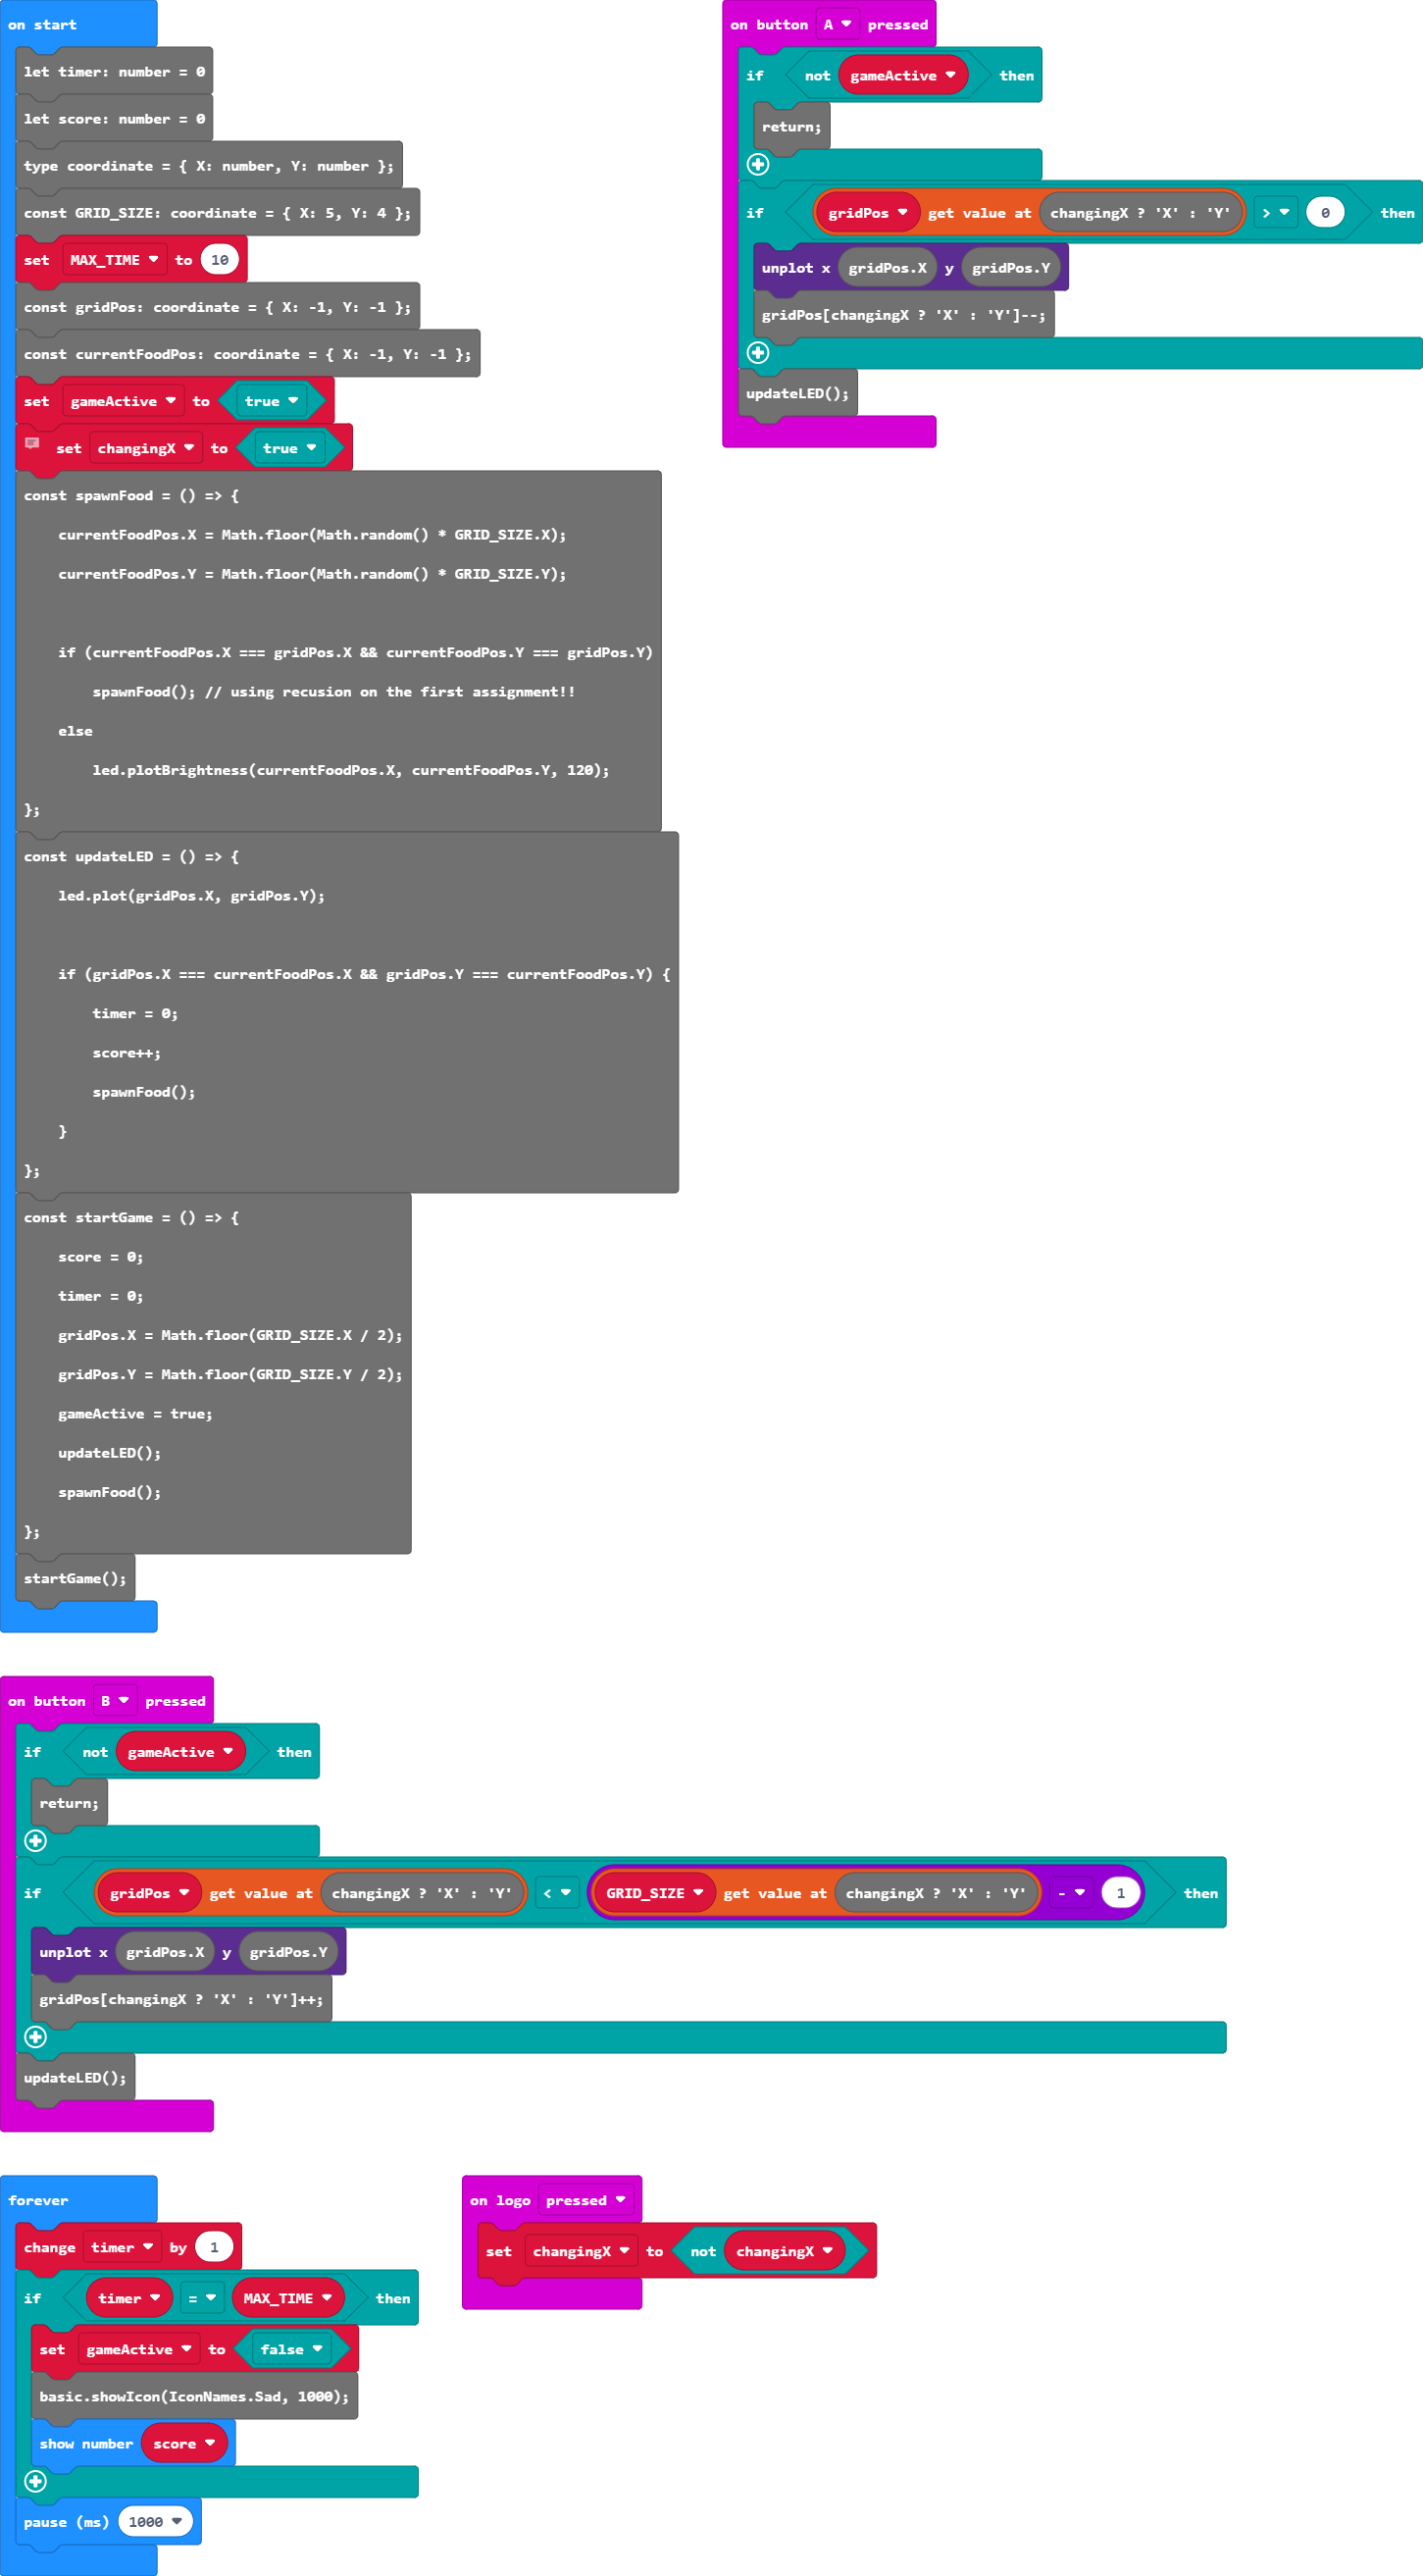 on start
let timer: number = 0
let score: number = 0
type coordinate = { X: number, Y: number };
const GRID_SIZE: coordinate = { X: 5, Y: 4 };
set MAX_TIME to 10
const gridPos: coordinate = { X: -1, Y: -1 };
const currentFoodPos: coordinate = { X: -1, Y: -1 };
set gameActive to true
set changingX to true
const spawnFood = () => {
currentFoodPos.X = Math.floor(Math.random() * GRID_SIZE.X);
currentFoodPos.Y = Math.floor(Math.random() * GRID_SIZE.Y);
if (currentFoodPos.X === gridPos.X && currentFoodPos.Y === gridPos.Y)
spawnFood(); // using recusion on the first assignment!!
else
led.plotBrightness(currentFoodPos.X, currentFoodPos.Y, 120);
};
const updateLED = () => {
led.plot(gridPos.X, gridPos.Y);
if (gridPos.X === currentFoodPos.X && gridPos.Y === currentFoodPos.Y) {
timer = 0;
score++;
spawnFood();
}
};
const startGame = () => {
score = 0;
timer = 0;
gridPos.X = Math.floor(GRID_SIZE.X / 2);
gridPos.Y = Math.floor(GRID_SIZE.Y / 2);
gameActive = true;
updateLED();
spawnFood();
};
startGame();
on button A pressed
if not gameActive then
return;
if gridPos get value at changingX ? 'X' : 'Y' > 0 then
unplot x gridPos.X y gridPos.Y
gridPos[changingX ? 'X' : 'Y']--;
updateLED();
on button B pressed
if not gameActive then
return;
if gridPos get value at changingX ? 'X' : 'Y' < GRID_SIZE get value at changingX ? 'X' : 'Y' - 1 then
unplot x gridPos.X y gridPos.Y
gridPos[changingX ? 'X' : 'Y']++;
updateLED();
forever
change timer by 1
if timer = MAX_TIME then
set gameActive to false
basic.showIcon(IconNames.Sad, 1000);
show number score
pause (ms) 1000
on logo pressed
set changingX to not changingX